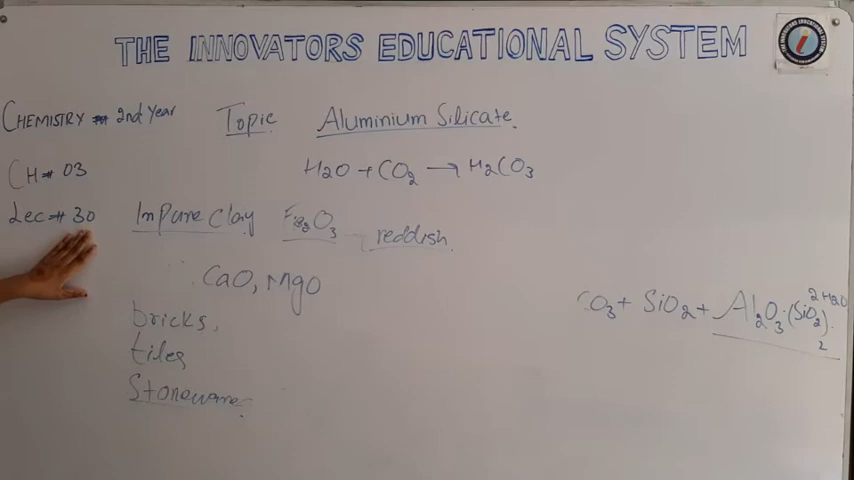 THE INNOVATORS EDUCATIONAL SYSTEM
CHEMISTRY 2nd Year Topic Aluminium Silicate.
CH# 03
H2O + CO2 → H2CO3
Lec# 30 InPure Clay Fe2O3 reddish.
CaO, MgO
CO3 + SiO2 + Al2O3.(SiO2)2.2H2O
bricks,
tiles
Stoneware.